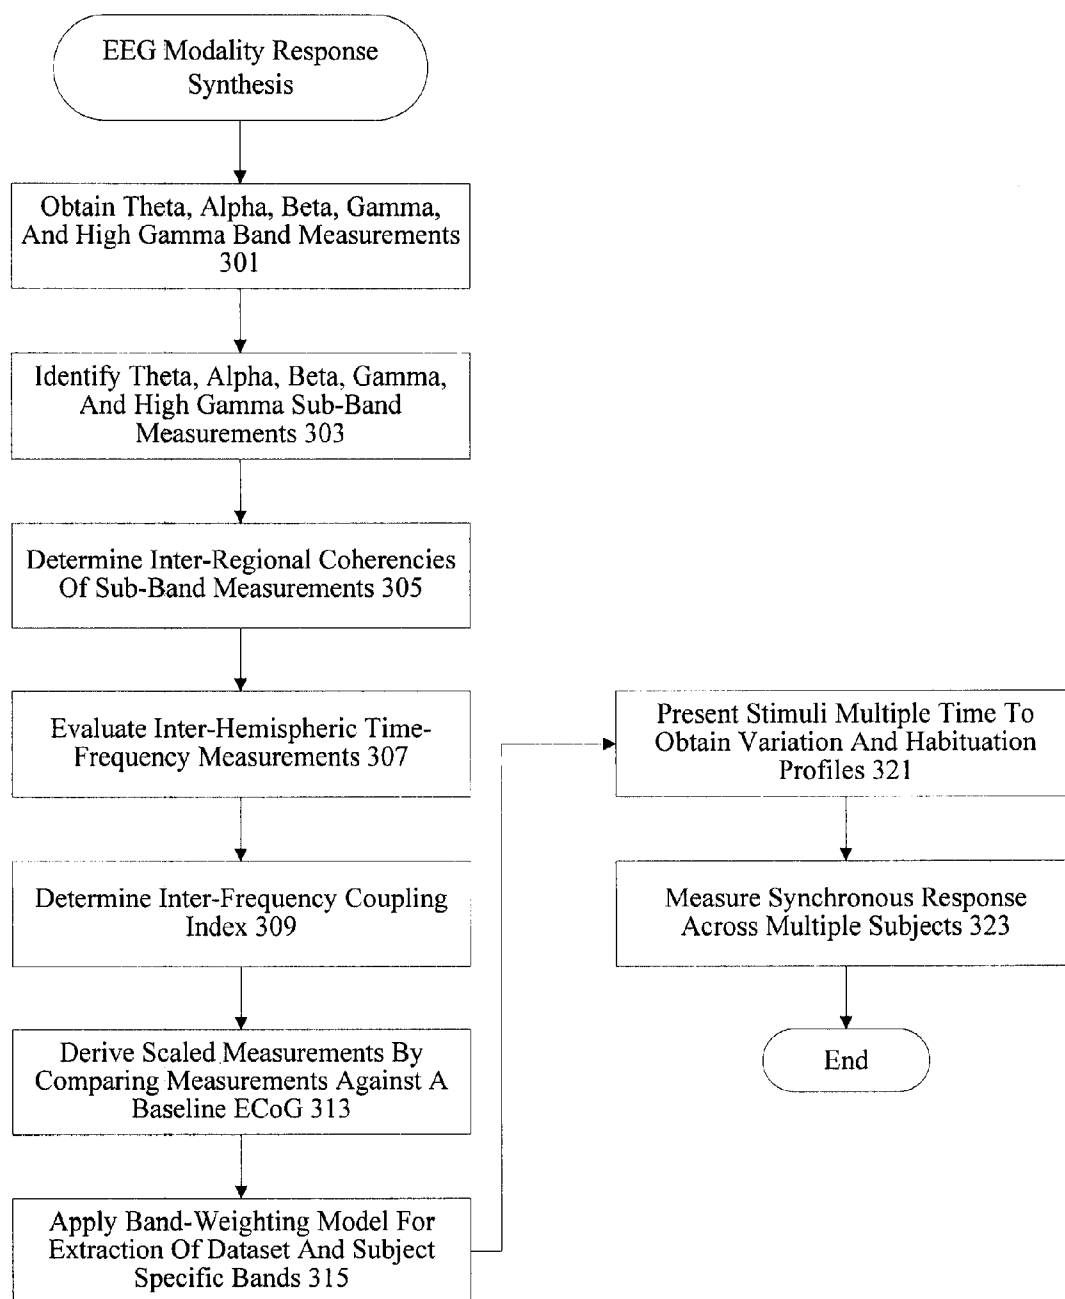 EEG Modality Response
Synthesis
Obtain Theta, Alpha, Beta, Gamma,
And High Gamma Band Measurements
301
Identify Theta, Alpha, Beta, Gamma,
And High Gamma Sub-Band
Measurements 303
Determine Inter-Regional Coherencies
Of Sub-Band Measurements 305
Evaluate Inter-Hemispheric Time-
Frequency Measurements 307
Determine Inter-Frequency Coupling
Index 309
Derive Scaled Measurements By
Comparing Measurements Against A
Baseline ECoG 313
Apply Band-Weighting Model For
Extraction Of Dataset And Subject
Specific Bands 315
Present Stimuli Multiple Time To
Obtain Variation And Habituation
Profiles 321
Measure Synchronous Response
Across Multiple Subjects 323
End